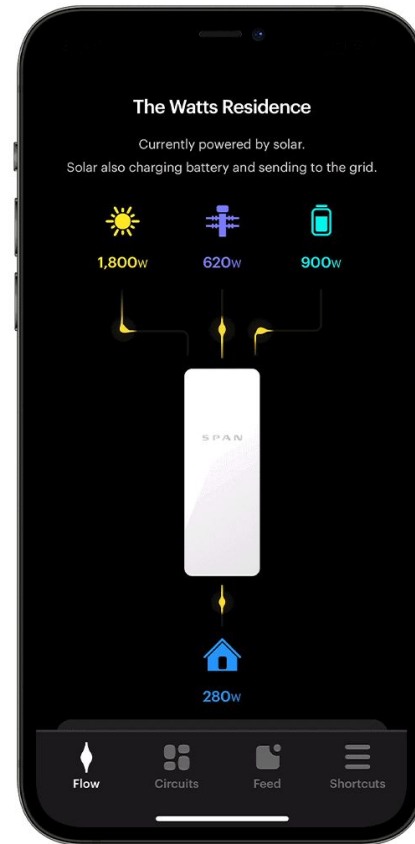 The Watts Residence
Currently powered by solar.
Solar also charging battery and sending to the grid.
1,800w 620w 900w
SPAN
280w
Flow Circuits Feed Shortcuts